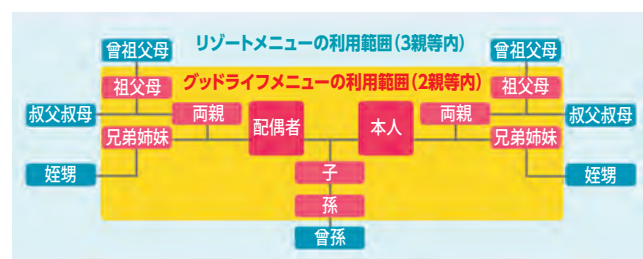 リゾートメニューの利用範囲(3親等内)
曾祖父母
曾祖父母
グッドライフメニューの利用範囲(2親等内)
祖父母
祖父母
叔父叔母
両親
配偶者
本人
両親
叔父叔母
兄弟姉妹
兄弟姉妹
姪甥
子
姪甥
孫
曾孫